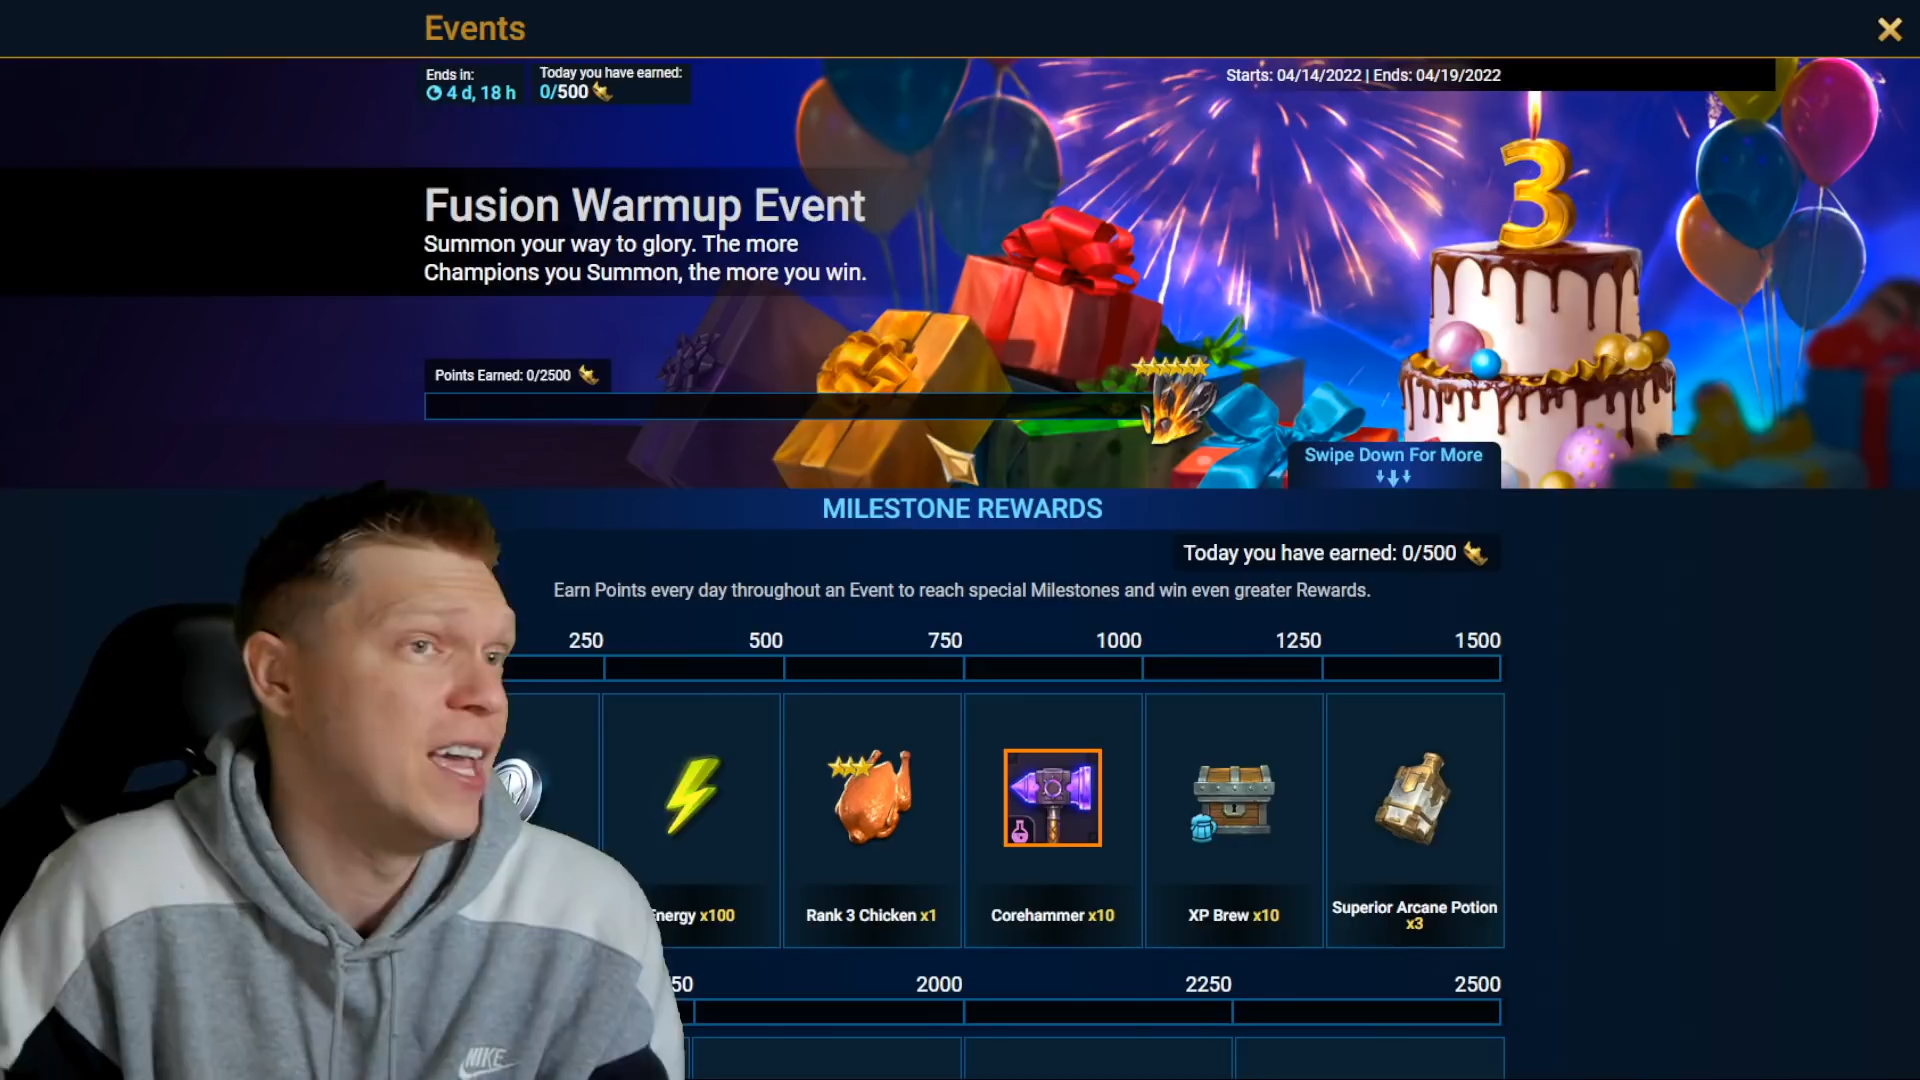 Events
Ends in:
4 d, 18 h
Today you have earned:
0/500
Starts: 04/14/2022 | Ends: 04/19/2022
3
Fusion Warmup Event
Summon your way to glory. The more
Champions you Summon, the more you win.
Points Earned: 0/2500
Swipe Down For More
MILESTONE REWARDS
Today you have earned: 0/500
Earn Points every day throughout an Event to reach special Milestones and win even greater Rewards.
250 500 750 1000 1250 1500
Energy x100
Rank 3 Chicken x1
Corehammer x10
XP Brew x10
Superior Arcane Potion
x3
50 2000 2250 2500
NIKE